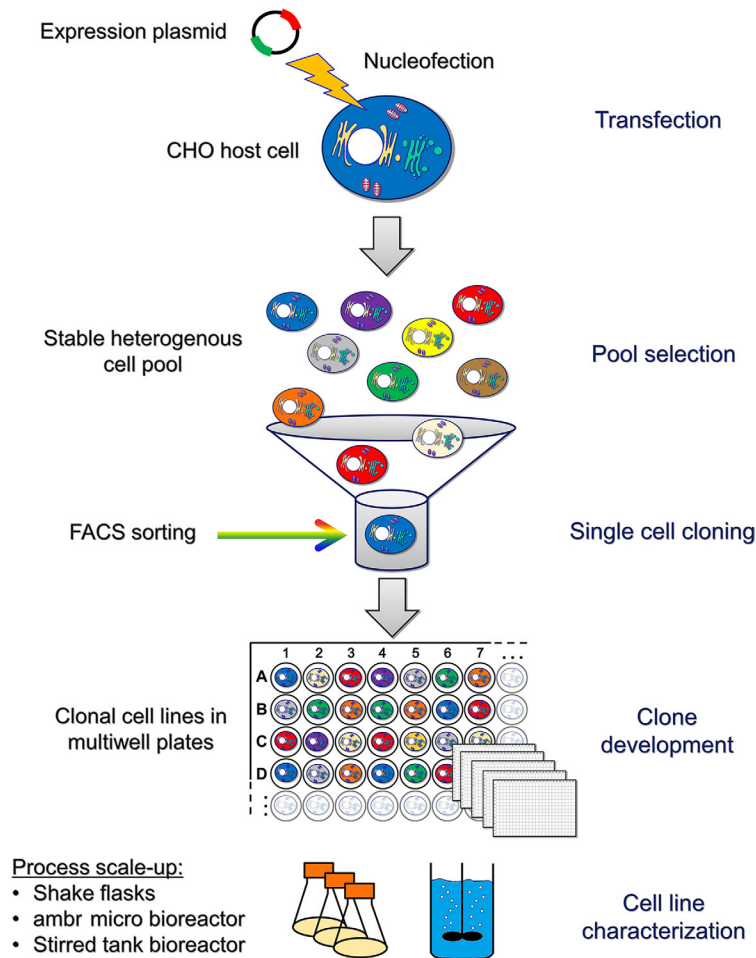 Expression plasmid
Nucleofection
Transfection
CHO host cell
Stable heterogenous
cell pool
Pool selection
FACS sorting
Single cell cloning
1 2 3 4 5 6 7 ...
A
B
C
D
Clonal cell lines in
multiwell plates
Clone
development
Process scale-up:
• Shake flasks
• ambr micro bioreactor
• Stirred tank bioreactor
Cell line
characterization